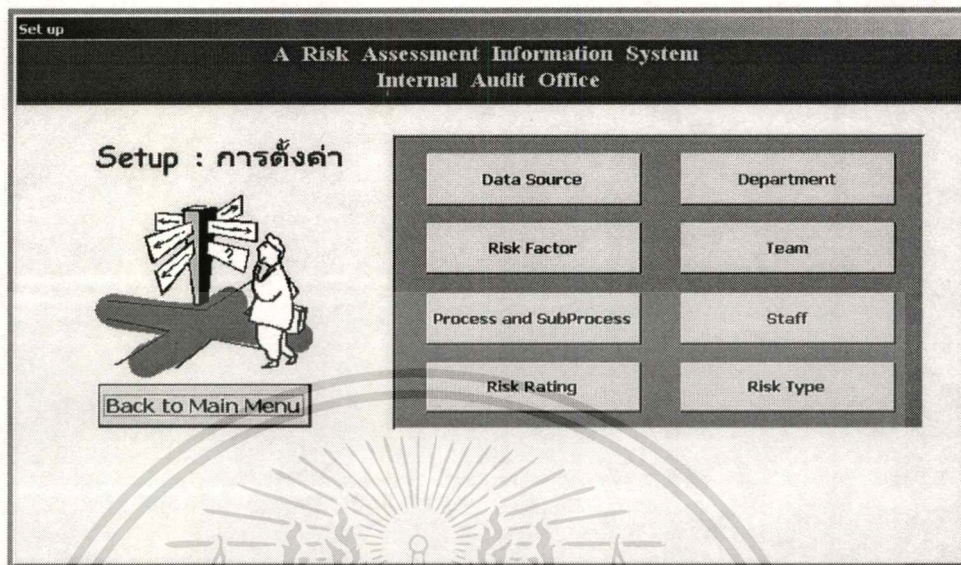 Set up
A Risk Assessment Information System
Internal Audit Office
Setup : การตั้งค่า
?
Back to Main Menu
Data Source
Department
Risk Factor
Team
Process and SubProcess
Staff
Risk Rating
Risk Type